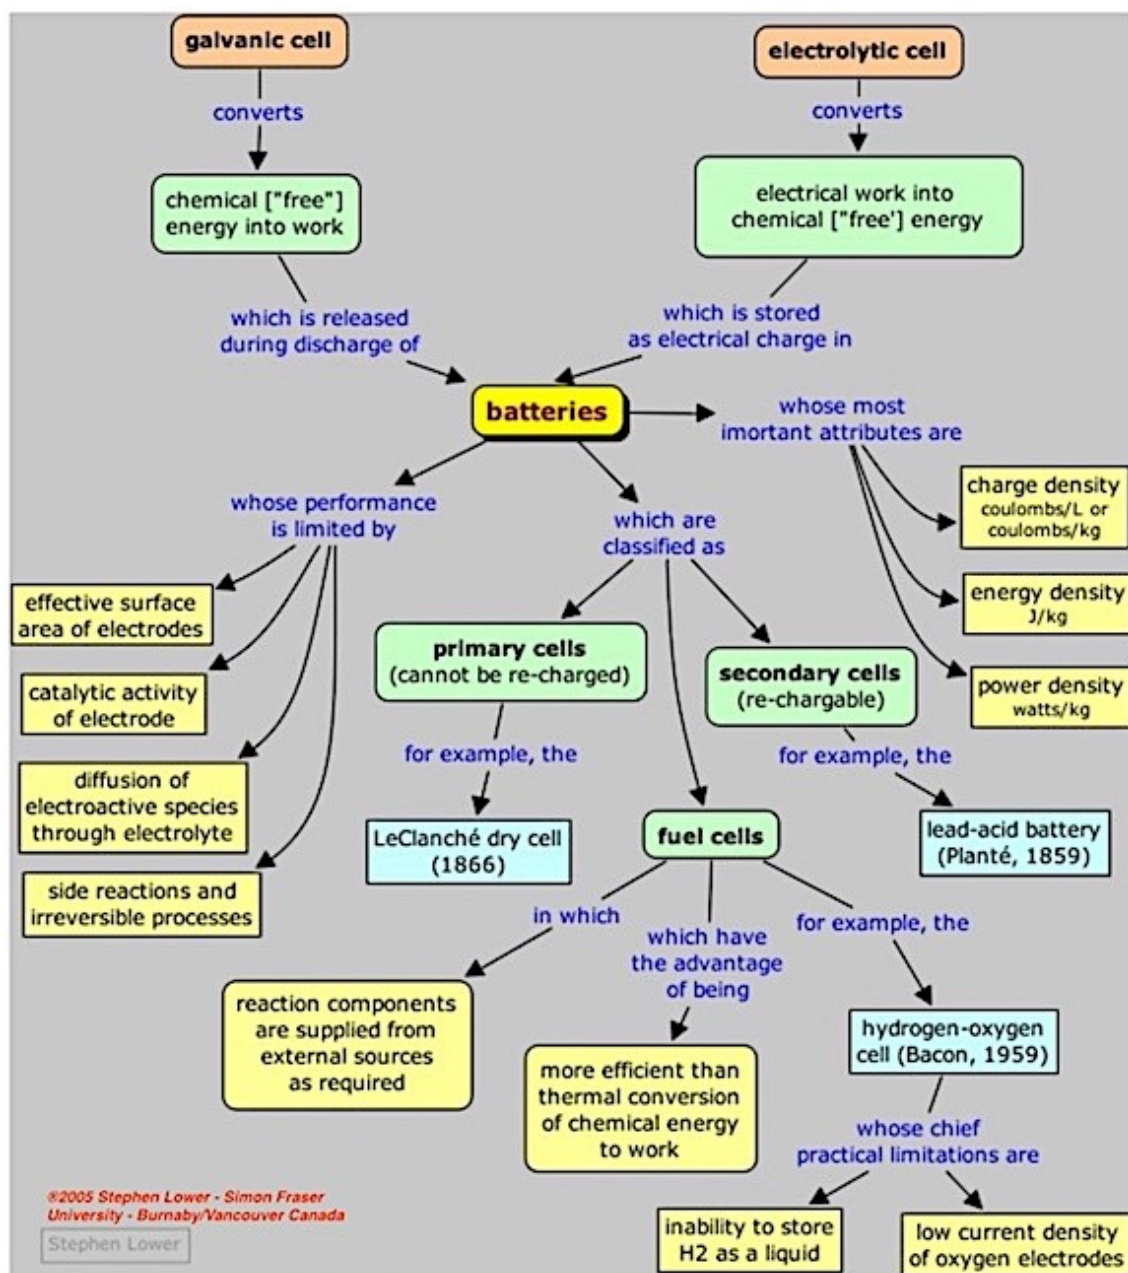 galvanic cell
electrolytic cell
converts
converts
chemical ["free"]
energy into work
electrical work into
chemical ["free'] energy
which is released
during discharge of
which is stored
as electrical charge in
batteries
whose most
imortant attributes are
charge density
coulombs/L or
coulombs/kg
energy density
J/kg
power density
watts/kg
whose performance
is limited by
effective surface
area of electrodes
catalytic activity
of electrode
diffusion of
electroactive species
through electrolyte
side reactions and
irreversible processes
which are
classified as
primary cells
(cannot be re-charged)
for example, the
LeClanché dry cell
(1866)
secondary cells
(re-chargable)
for example, the
lead-acid battery
(Planté, 1859)
fuel cells
in which
reaction components
are supplied from
external sources
as required
which have
the advantage
of being
more efficient than
thermal conversion
of chemical energy
to work
for example, the
hydrogen-oxygen
cell (Bacon, 1959)
whose chief
practical limitations are
inability to store
H2 as a liquid
low current density
of oxygen electrodes
©2005 Stephen Lower - Simon Fraser
University - Burnaby/Vancouver Canada
Stephen Lower